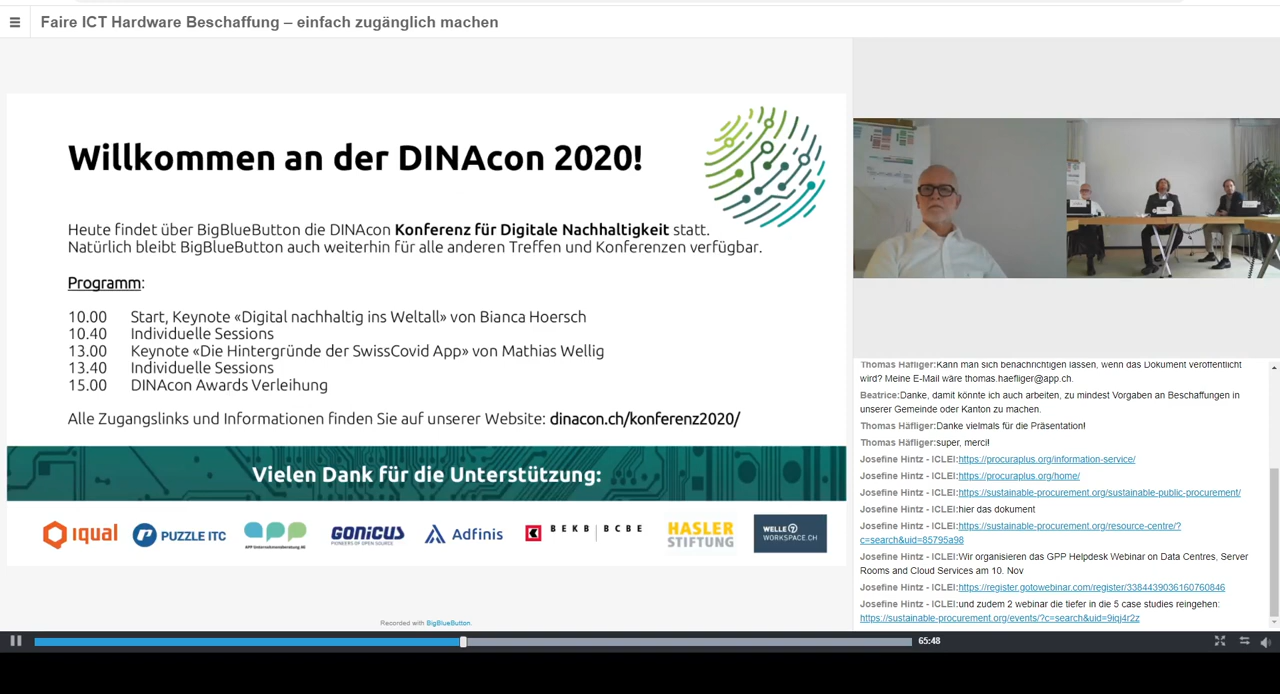 Faire ICT Hardware Beschaffung – einfach zugänglich machen
Willkommen an der DINAcon 2020!
Heute findet über BigBlueButton die DINAcon Konferenz für Digitale Nachhaltigkeit statt.
Natürlich bleibt BigBlueButton auch weiterhin für alle anderen Treffen und Konferenzen verfügbar.
Programm:
10.00 Start, Keynote «Digital nachhaltig ins Weltall» von Bianca Hoersch
10.40 Individuelle Sessions
13.00 Keynote «Die Hintergründe der SwissCovid App» von Mathias Wellig
13.40 Individuelle Sessions
15.00 DINAcon Awards Verleihung
Alle Zugangslinks und Informationen finden Sie auf unserer Website: dinacon.ch/konferenz2020/
Vielen Dank für die Unterstützung:
iqual
PUZZLE ITC
APP Unternehmensberatung AG
GONICUS
PIONEERS OF OPEN SOURCE
Adfinis
BEKB | BCBE
HASLER
STIFTUNG
WELLE 7
WORKSPACE.CH
Recorded with BigBlueButton.
Thomas Häfliger:Kann man sich benachrichtigen lassen, wenn das Dokument veröffentlicht
wird? Meine E-Mail wäre thomas.haefliger@app.ch.
Beatrice:Danke, damit könnte ich auch arbeiten, zu mindest Vorgaben an Beschaffungen in
unserer Gemeinde oder Kanton zu machen.
Thomas Häfliger:Danke vielmals für die Präsentation!
Thomas Häfliger:super, merci!
Josefine Hintz - ICLEI:https://procuraplus.org/information-service/
Josefine Hintz - ICLEI:https://procuraplus.org/home/
Josefine Hintz - ICLEI:https://sustainable-procurement.org/sustainable-public-procurement/
Josefine Hintz - ICLEI:hier das dokument
Josefine Hintz - ICLEI:https://sustainable-procurement.org/resource-centre/?
c=search&uid=85795a98
Josefine Hintz - ICLEI:Wir organisieren das GPP Helpdesk Webinar on Data Centres, Server
Rooms and Cloud Services am 10. Nov
Josefine Hintz - ICLEI:https://register.gotowebinar.com/register/3384439036160760846
Josefine Hintz - ICLEI:und zudem 2 webinar die tiefer in die 5 case studies reingehen:
https://sustainable-procurement.org/events/?c=search&uid=9iqj4r2z
65:48